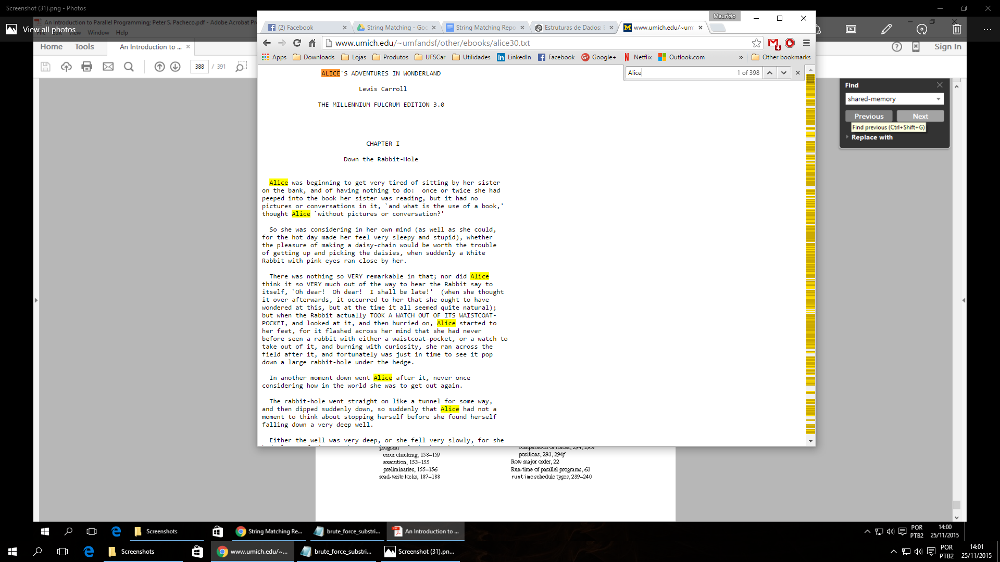 Screenshot (31).png - Photos
An Introduction to Parallel Programming; Peter S. Pacheco.pdf - Adobe Acrobat Pr
View all photos
View Window Help
Home Tools An Introduction to ...
388 / 391
Sign In
Maurício
(2) Facebook
String Matching - Goo
String Matching Repo
Estruturas de Dados: E
www.umich.edu/~umf
www.umich.edu/~umfandsf/other/ebooks/alice30.txt
4
Apps Downloads Lojas Produtos UFSCar Utilidades LinkedIn Facebook Google+ Netflix Outlook.com » Other bookmarks
Alice 1 of 398
Find
shared-memory
Previous Next
Find previous (Ctrl+Shift+G)
Replace with
ALICE'S ADVENTURES IN WONDERLAND
Lewis Carroll
THE MILLENNIUM FULCRUM EDITION 3.0
CHAPTER I
Down the Rabbit-Hole
Alice was beginning to get very tired of sitting by her sister
on the bank, and of having nothing to do:  once or twice she had
peeped into the book her sister was reading, but it had no
pictures or conversations in it, `and what is the use of a book,'
thought Alice `without pictures or conversation?'
So she was considering in her own mind (as well as she could,
for the hot day made her feel very sleepy and stupid), whether
the pleasure of making a daisy-chain would be worth the trouble
of getting up and picking the daisies, when suddenly a White
Rabbit with pink eyes ran close by her.
There was nothing so VERY remarkable in that; nor did Alice
think it so VERY much out of the way to hear the Rabbit say to
itself, `Oh dear!  Oh dear!  I shall be late!'  (when she thought
it over afterwards, it occurred to her that she ought to have
wondered at this, but at the time it all seemed quite natural);
but when the Rabbit actually TOOK A WATCH OUT OF ITS WAISTCOAT-
POCKET, and looked at it, and then hurried on, Alice started to
her feet, for it flashed across her mind that she had never
before seen a rabbit with either a waistcoat-pocket, or a watch to
take out of it, and burning with curiosity, she ran across the
field after it, and fortunately was just in time to see it pop
down a large rabbit-hole under the hedge.
In another moment down went Alice after it, never once
considering how in the world she was to get out again.
The rabbit-hole went straight on like a tunnel for some way,
and then dipped suddenly down, so suddenly that Alice had not a
moment to think about stopping herself before she found herself
falling down a very deep well.
Either the well was very deep, or she fell very slowly, for she
program
error checking, 158–159
execution, 153–155
preliminaries, 155–156
read-write locks, 187–188
computation of forces, 294, 295f
positions, 293, 294f
Row major order, 22
Run-time of parallel programs, 63
runtime schedule types, 239–240
Screenshots
String Matching Re...
brute_force_substri...
An Introduction to ...
POR
PTB2
14:00
25/11/2015
Screenshots
www.umich.edu/~...
brute_force_substri...
Screenshot (31).pn...
POR
PTB2
14:01
25/11/2015